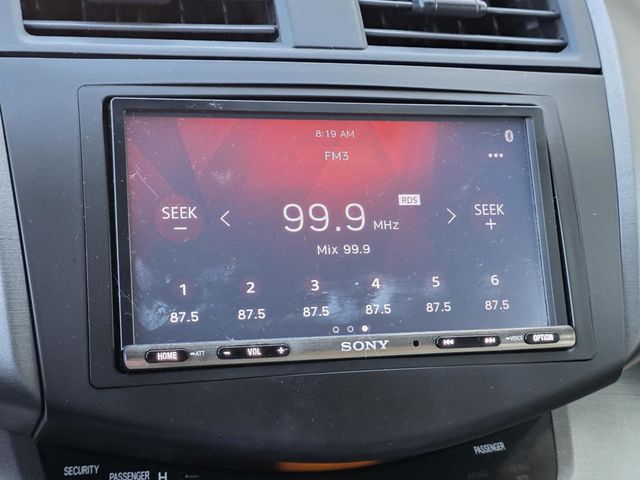 8:19 AM
FM3
•••
SEEK
−
<
99.9 MHz
RDS
>
SEEK
+
Mix 99.9
1 2 3 4 5 6
87.5 87.5 87.5 87.5 87.5 87.5
HOME ATT − VOL + SONY VOICE OPTION
SECURITY PASSENGER
PASSENGER